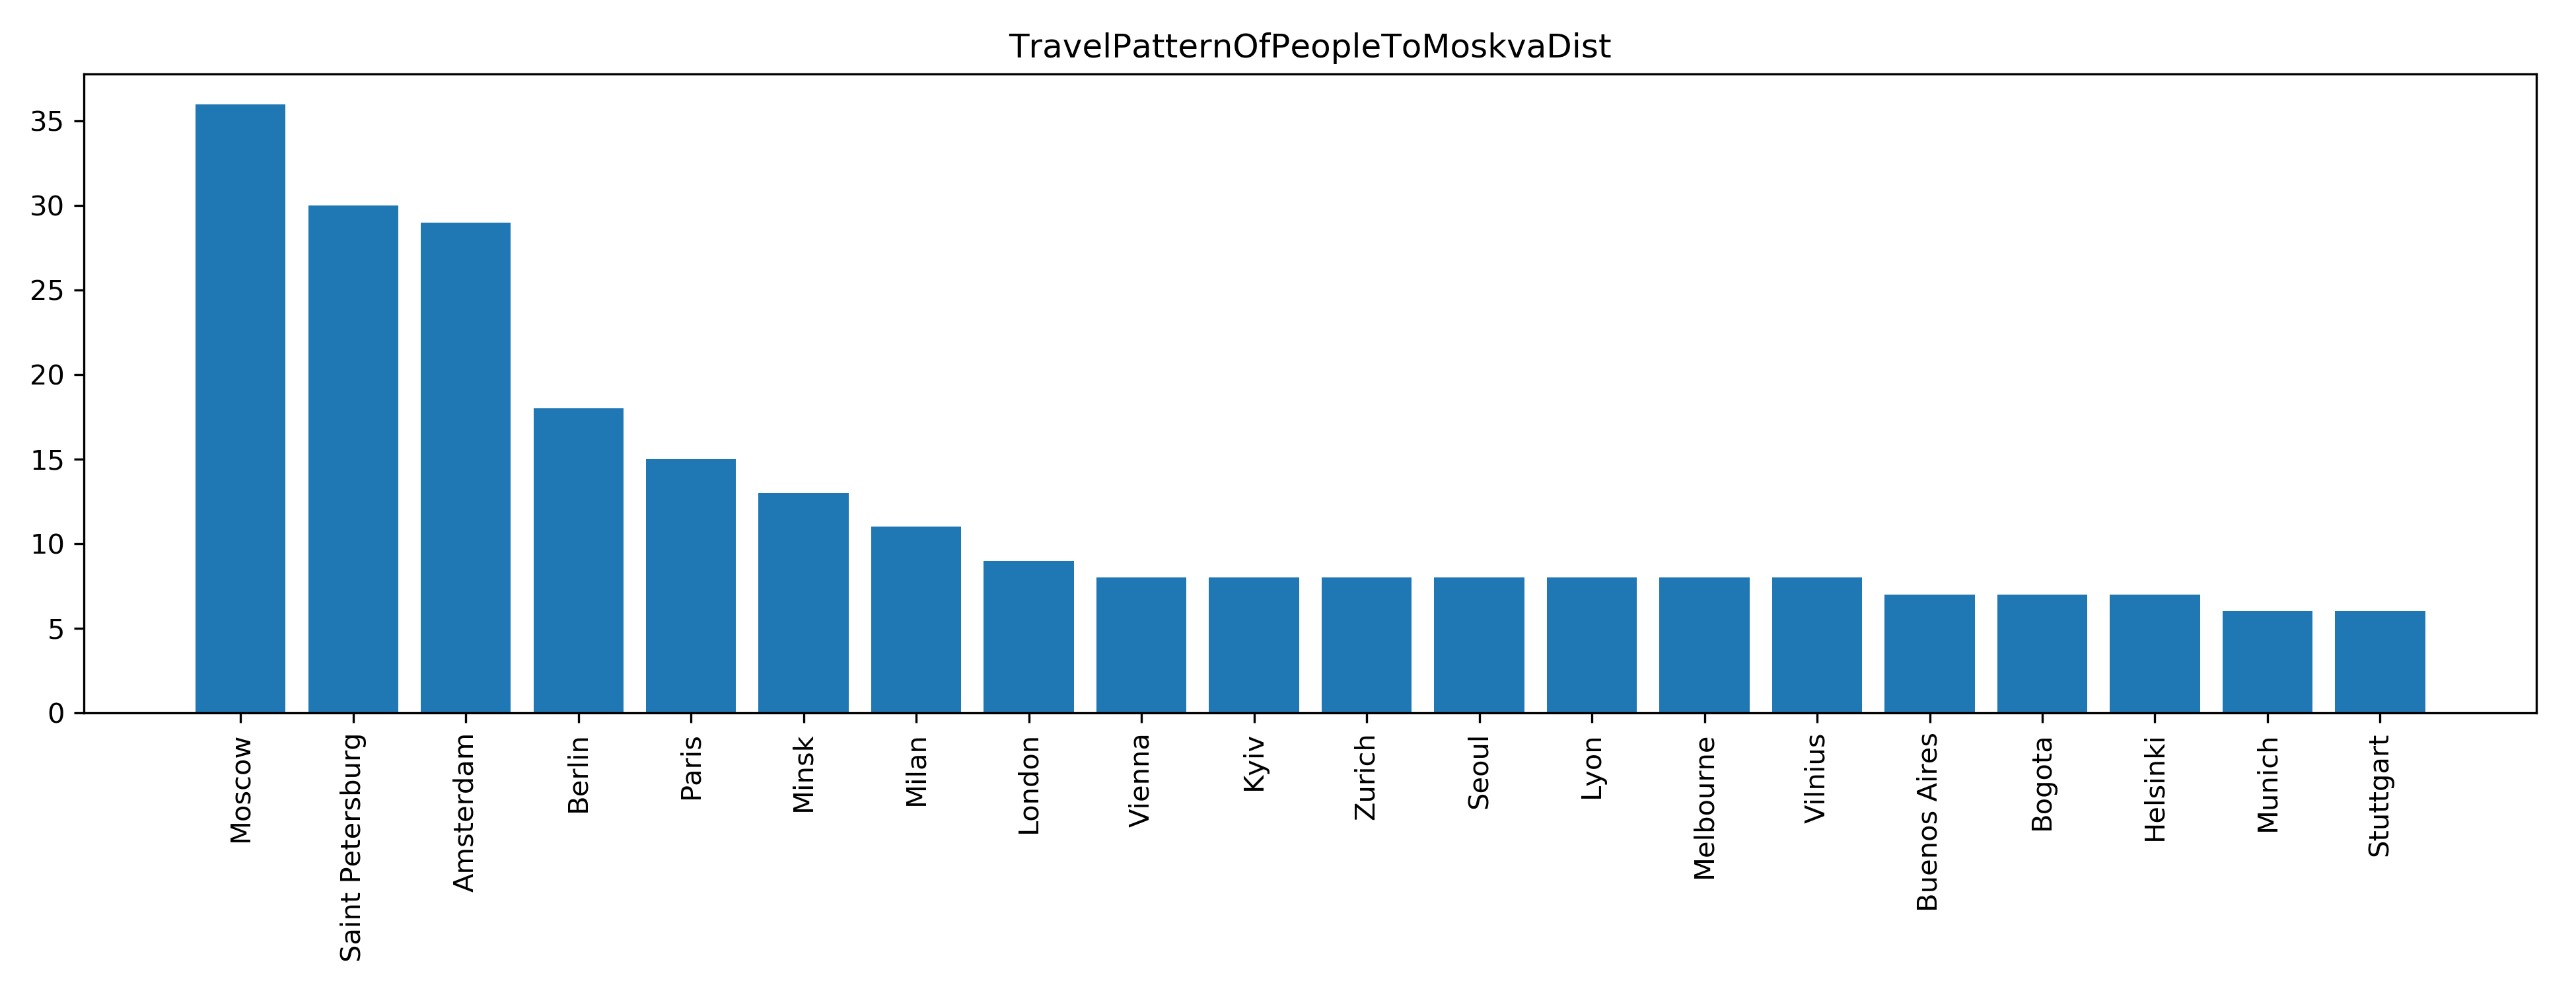 TravelPatternOfPeopleToMoskvaDist
35
30
25
20
15
10
5
0
Moscow
Saint Petersburg
Amsterdam
Berlin
Paris
Minsk
Milan
London
Vienna
Kyiv
Zurich
Seoul
Lyon
Melbourne
Vilnius
Buenos Aires
Bogota
Helsinki
Munich
Stuttgart